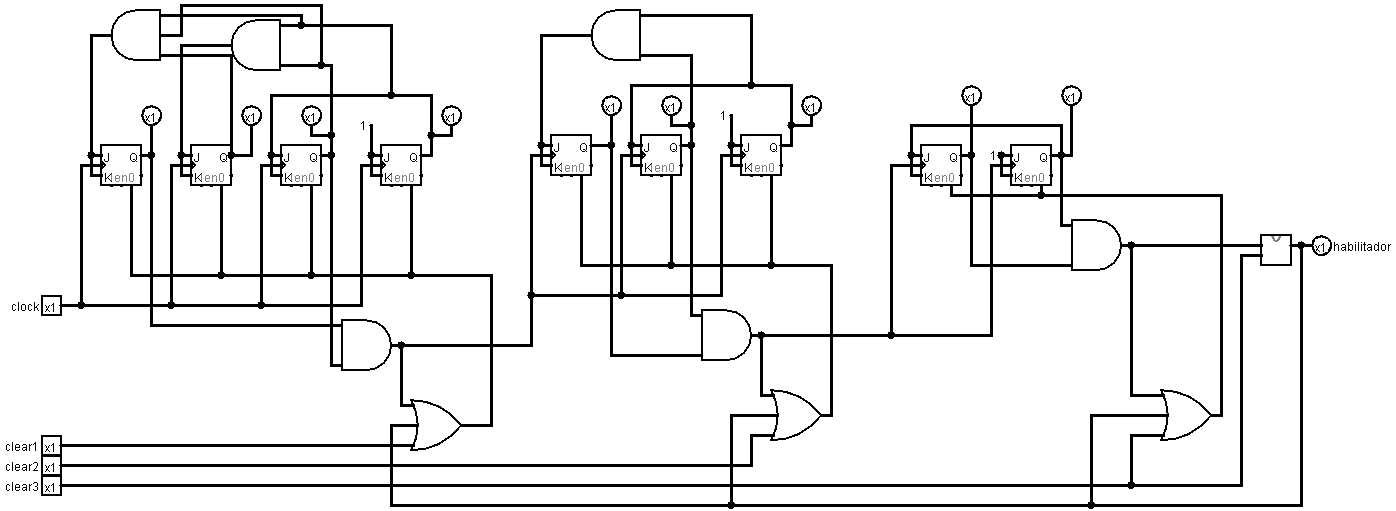 x1 x1
x1 x1 x1 x1 x1 x1 x1
1 1
J Q J Q J Q J Q J Q J Q J Q J Q 1 J Q
K en0 K en0 K en0 K en0 K en0 K en0 K en0 K en0 K en0
x1 habilitador
clock x1
clear1 x1
clear2 x1
clear3 x1